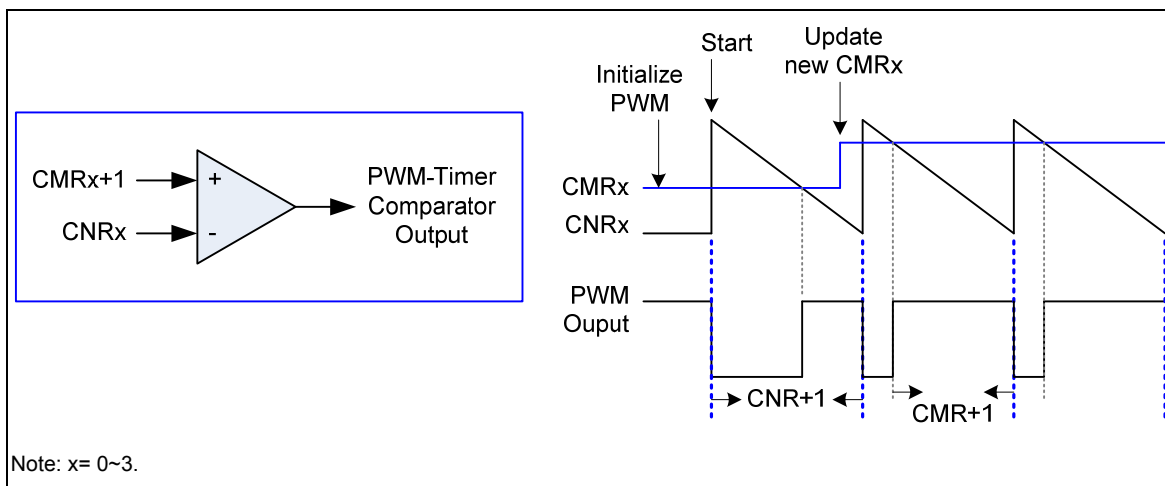 CMRx+1
CNRx
+
-
PWM-Timer
Comparator
Output
Start
Initialize
PWM
Update
new CMRx
CMRx
CNRx
PWM
Ouput
CNR+1
CMR+1
Note: x= 0~3.